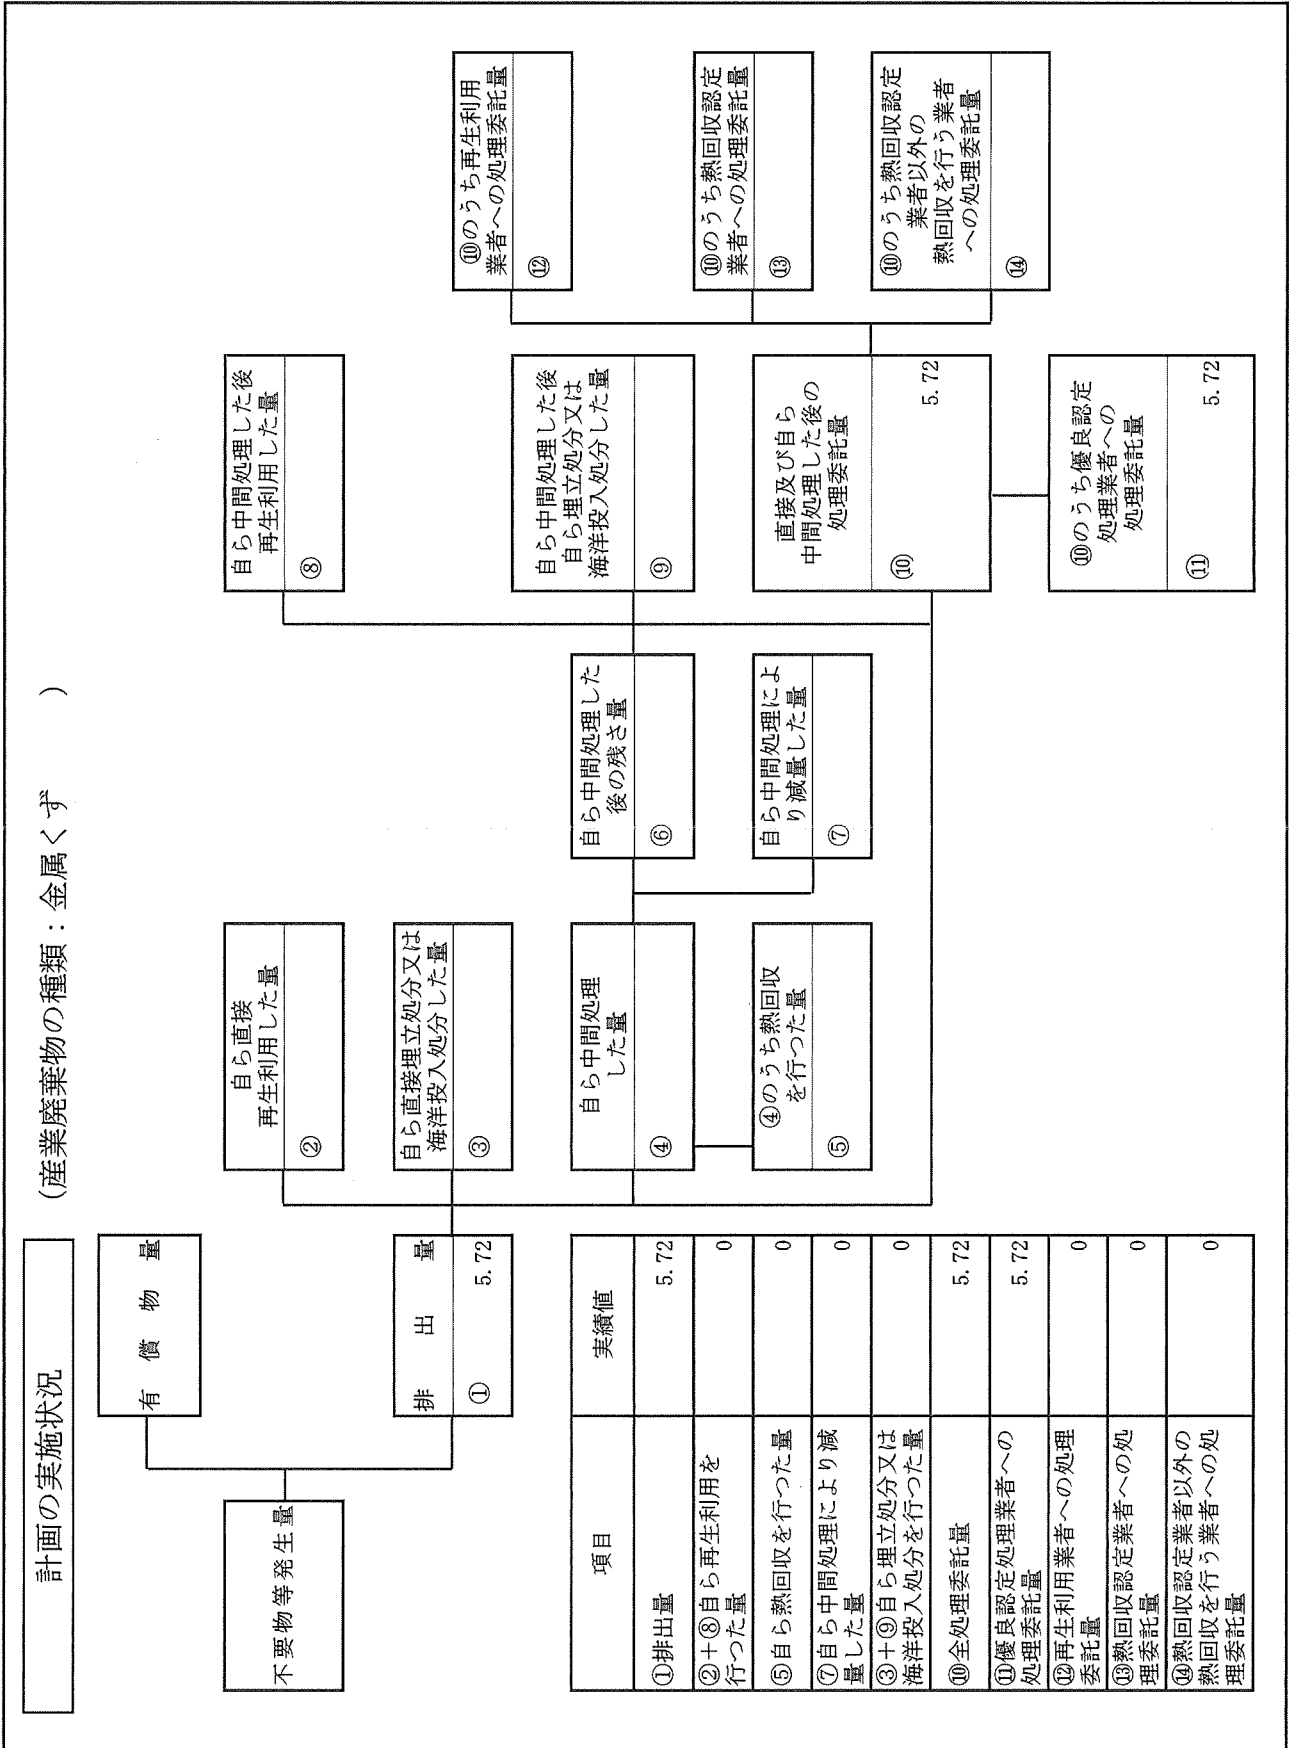 計画の実施状況
(産業廃棄物の種類：金属くず　　　)
不要物等発生量
有償物量
排出量
① 5.72
自ら直接
再生利用した量
②
自ら直接埋立処分又は
海洋投入処分した量
③
自ら中間処理
した量
④
④のうち熱回収
を行つた量
⑤
自ら中間処理した
後の残さ量
⑥
自ら中間処理によ
り減量した量
⑦
自ら中間処理した後
再生利用した量
⑧
自ら中間処理した後
自ら埋立処分又は
海洋投入処分した量
⑨
直接及び自ら
中間処理した後の
処理委託量
⑩ 5.72
⑩のうち優良認定
処理業者への
処理委託量
⑪ 5.72
⑩のうち再生利用
業者への処理委託量
⑫
⑩のうち熱回収認定
業者への処理委託量
⑬
⑩のうち熱回収認定
業者以外の
熱回収を行う業者
への処理委託量
⑭
項目 実績値
①排出量 5.72
②＋⑧自ら再生利用を
行つた量 0
⑤自ら熱回収を行つた量 0
⑦自ら中間処理により減
量した量 0
③＋⑨自ら埋立処分又は
海洋投入処分を行つた量 0
⑩全処理委託量 5.72
⑪優良認定処理業者への
処理委託量 5.72
⑫再生利用業者への処理
委託量 0
⑬熱回収認定業者への処
理委託量 0
⑭熱回収認定業者以外の
熱回収を行う業者への処
理委託量 0